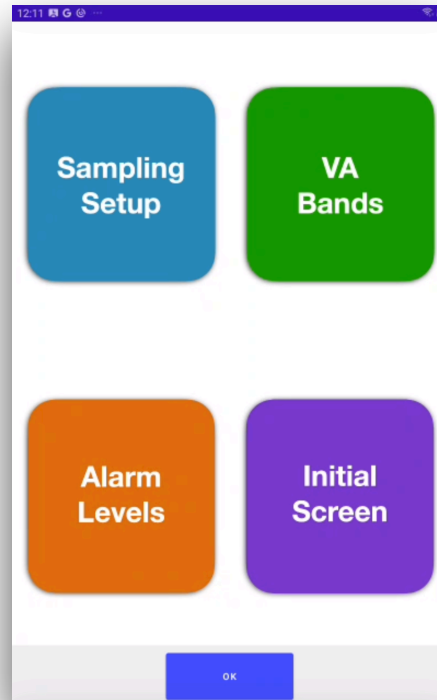 12:11 G ...
Sampling
Setup
VA
Bands
Alarm
Levels
Initial
Screen
OK